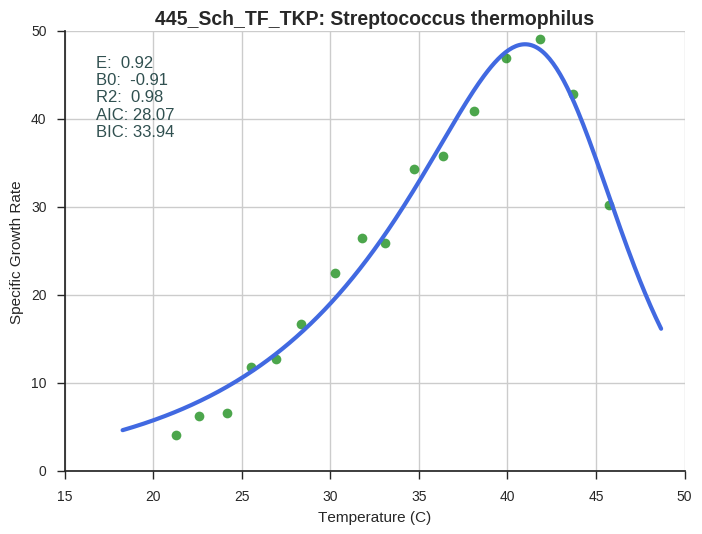 445_Sch_TF_TKP: Streptococcus thermophilus
50
E:  0.92
B0:  -0.91
R2:  0.98
AIC: 28.07
BIC: 33.94
40
30
20
10
0
Specific Growth Rate
15 20 25 30 35 40 45 50
Temperature (C)